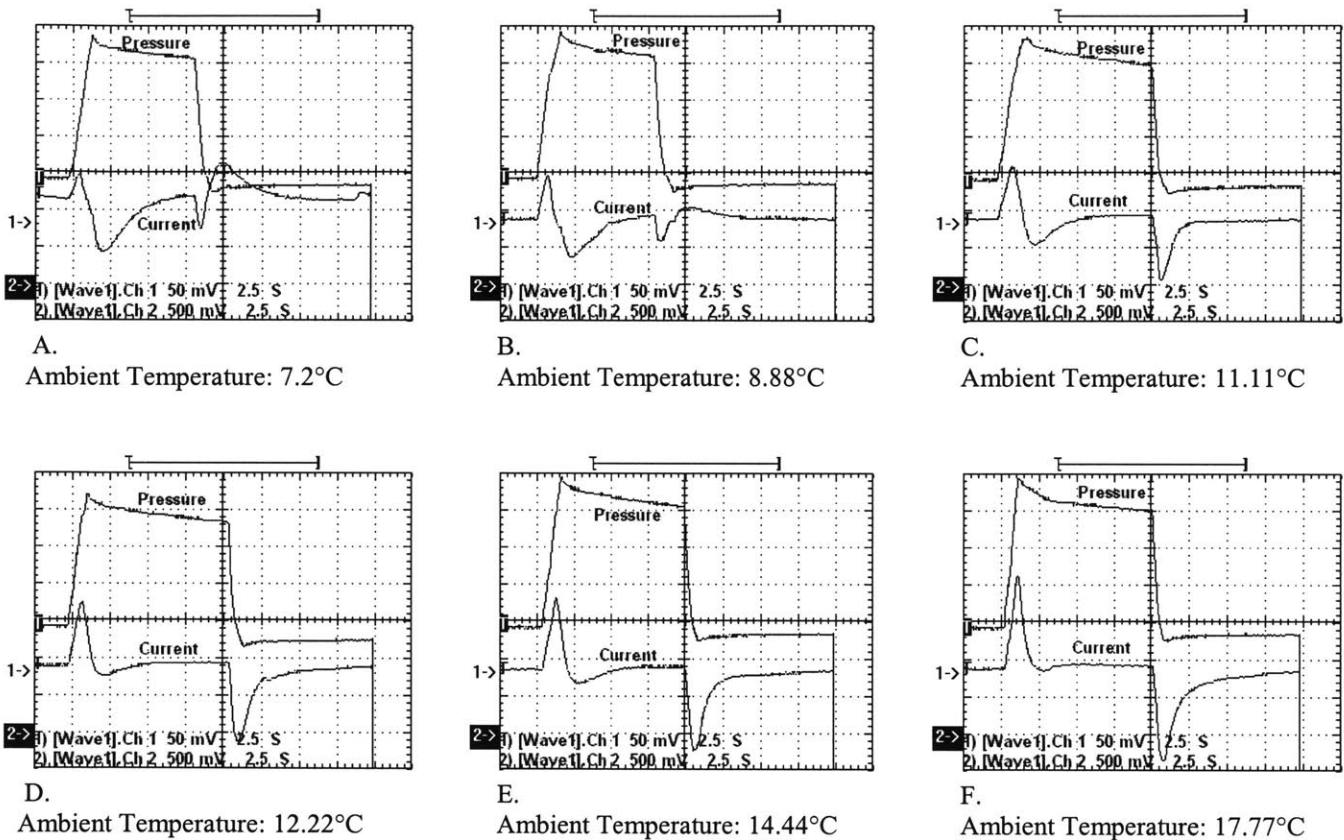 Pressure
Current
1->
2->
1) [Wave1].Ch 1 50 mV 2.5 S
2) [Wave1].Ch 2 500 mV 2.5 S
A.
Ambient Temperature: 7.2°C
Pressure
Current
1->
2->
1) [Wave1].Ch 1 50 mV 2.5 S
2) [Wave1].Ch 2 500 mV 2.5 S
B.
Ambient Temperature: 8.88°C
Pressure
Current
1->
2->
1) [Wave1].Ch 1 50 mV 2.5 S
2) [Wave1].Ch 2 500 mV 2.5 S
C.
Ambient Temperature: 11.11°C
Pressure
Current
1->
2->
1) [Wave1].Ch 1 50 mV 2.5 S
2) [Wave1].Ch 2 500 mV 2.5 S
D.
Ambient Temperature: 12.22°C
Pressure
Current
1->
2->
1) [Wave1].Ch 1 50 mV 2.5 S
2) [Wave1].Ch 2 500 mV 2.5 S
E.
Ambient Temperature: 14.44°C
Pressure
Current
1->
2->
1) [Wave1].Ch 1 50 mV 2.5 S
2) [Wave1].Ch 2 500 mV 2.5 S
F.
Ambient Temperature: 17.77°C